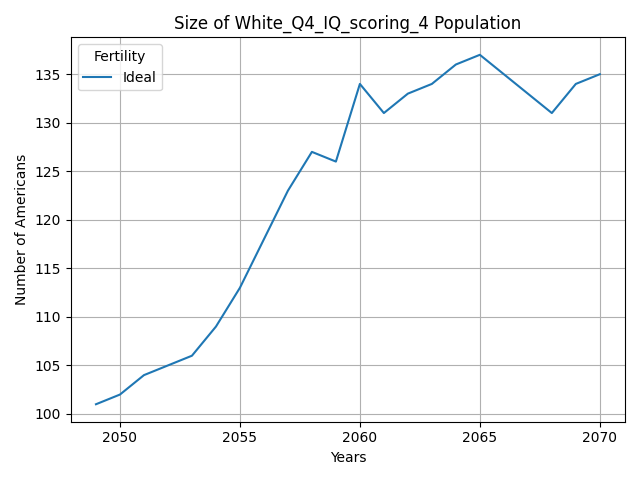 Size of White_Q4_IQ_scoring_4 Population
Fertility
Ideal
Number of Americans
135
130
125
120
115
110
105
100
2050 2055 2060 2065 2070
Years